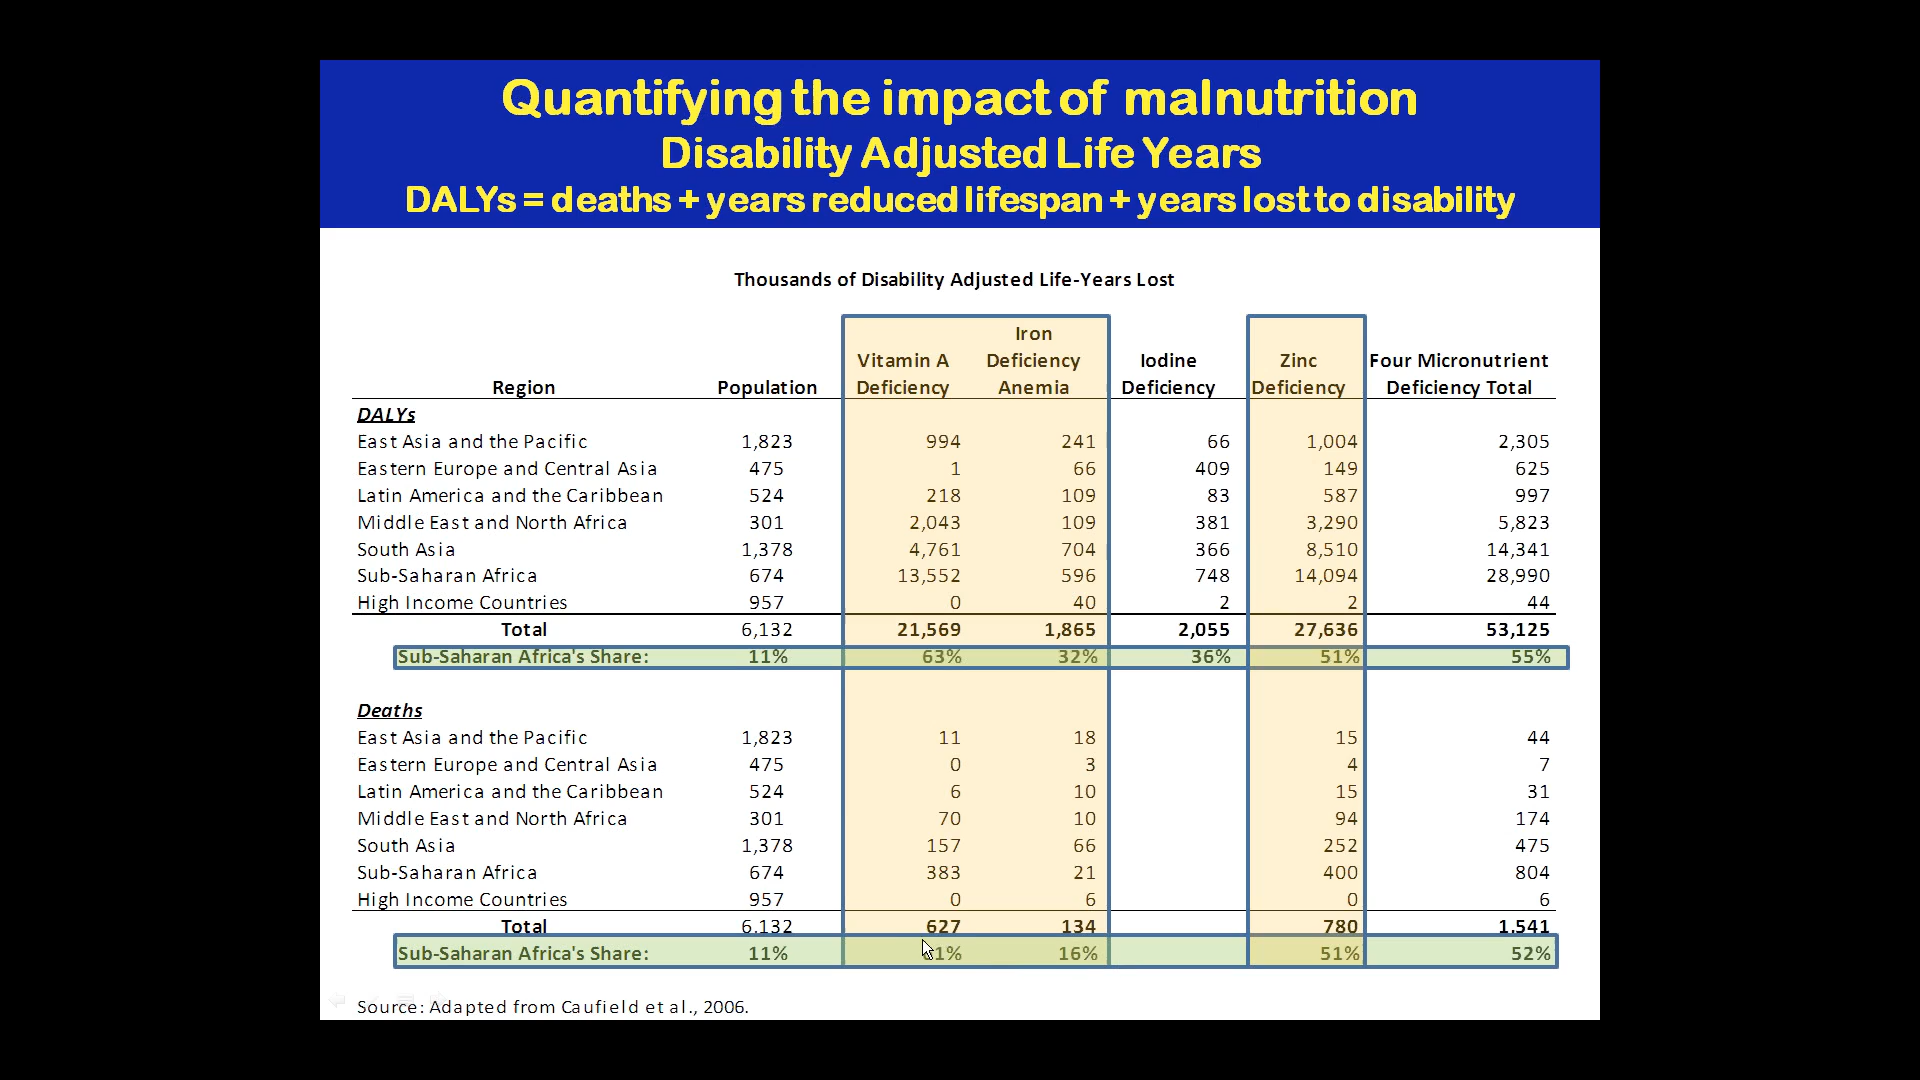 Quantifying the impact of malnutrition
Disability Adjusted Life Years
DALYs = deaths + years reduced lifespan + years lost to disability
Thousands of Disability Adjusted Life-Years Lost
Region Population Vitamin A Deficiency Iron Deficiency Anemia Iodine Deficiency Zinc Deficiency Four Micronutrient Deficiency Total
DALYs
East Asia and the Pacific 1,823 994 241 66 1,004 2,305
Eastern Europe and Central Asia 475 1 66 409 149 625
Latin America and the Caribbean 524 218 109 83 587 997
Middle East and North Africa 301 2,043 109 381 3,290 5,823
South Asia 1,378 4,761 704 366 8,510 14,341
Sub-Saharan Africa 674 13,552 596 748 14,094 28,990
High Income Countries 957 0 40 2 2 44
Total 6,132 21,569 1,865 2,055 27,636 53,125
Sub-Saharan Africa's Share: 11% 63% 32% 36% 51% 55%
Deaths
East Asia and the Pacific 1,823 11 18 15 44
Eastern Europe and Central Asia 475 0 3 4 7
Latin America and the Caribbean 524 6 10 15 31
Middle East and North Africa 301 70 10 94 174
South Asia 1,378 157 66 252 475
Sub-Saharan Africa 674 383 21 400 804
High Income Countries 957 0 6 0 6
Total 6,132 627 134 780 1,541
Sub-Saharan Africa's Share: 11% 16% 51% 52%
Source: Adapted from Caufield et al., 2006.